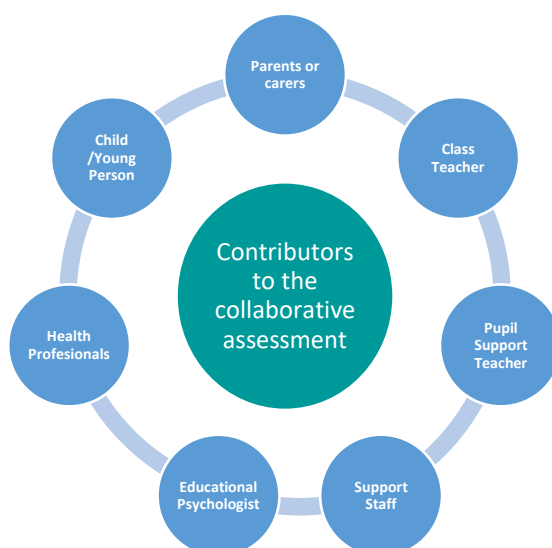 Parents or
carers
Class
Teacher
Pupil
Support
Teacher
Support
Staff
Educational
Psychologist
Health
Profesionals
Child
/Young
Person
Contributors
to the
collaborative
assessment